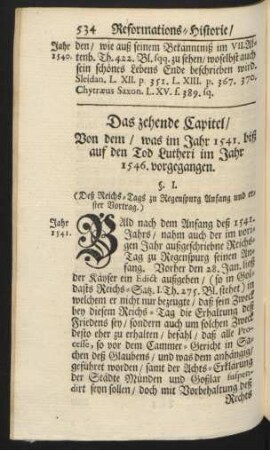 534 Reformations-Historie/
Jahr 1540. den/ wie auß seinem Bekanntniß im VII. Al-
tenb. Th. 422. Bl. sqq. zu sehen/ woselbst auch
sein schönes Lebens Ende beschrieben wird.
Sleidan. L. XII. p. 351. L. XIII. p. 367. 370.
Chytræus Saxon. L. XV. f. 389. sq.
Das zehende Capitel/
Von dem/ was im Jahr 1541. biß
auf den Tod Lutheri im Jahr
1546. vorgegangen.
§. I.
(Deß Reichs-Tags zu Regenspurg Anfang und er-
ster Vortrag.)
Jahr 1541. Bald nach dem Anfang deß 1541.
Jahrs/ nahm auch der im vori-
gen Jahr außgeschriebne Reichs-
Tag zu Regenspurg seinen An-
fang. Vorher den 28. Jan. ließ
der Käyser ein Edict außgehen/ (so in Gol-
dasts Reichs-Satz. I. Th. 275. Bl. stehet) in
welchem er nicht nur bezeugt/ daß sein Zweck
bey diesem Reichs-Tag die Erhaltung deß
Friedens sey/ sondern auch um solchen Zweck
desto eher zu erhalten/ befahl/ daß alle Pro-
cesse, so vor dem Cammer-Gericht in Sa-
chen deß Glaubens/ und was dem anhängig/
geführet worden/ samt der Achts-Erklärung
der Städte Münden und Goßlar suspen-
dirt seyn sollen/ doch mit Vorbehaltung deß
Rechts